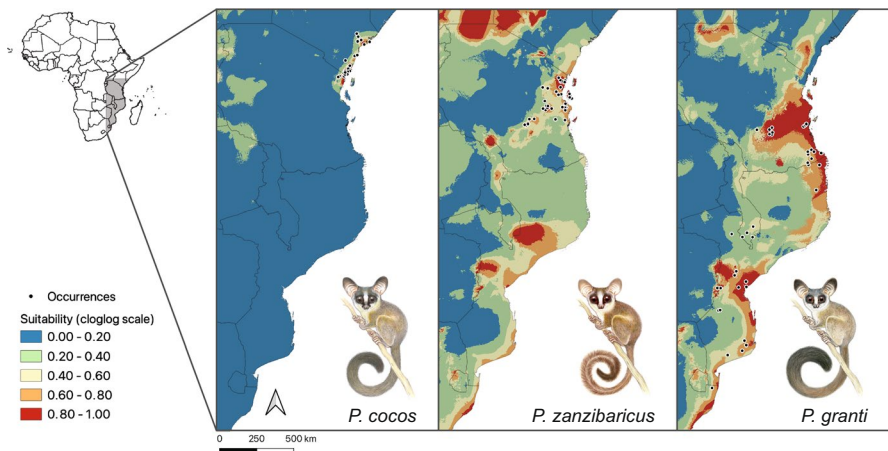 • Occurrences
Suitability (cloglog scale)
0.00 - 0.20
0.20 - 0.40
0.40 - 0.60
0.60 - 0.80
0.80 - 1.00
0 250 500 km
P. cocos
P. zanzibaricus
P. granti